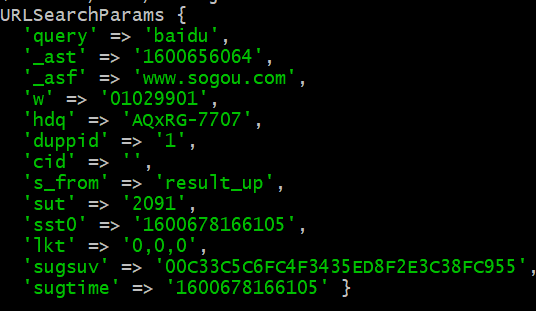 URLSearchParams {
'query' => 'baidu',
'_ast' => '1600656064',
'_asf' => 'www.sogou.com',
'w' => '01029901',
'hdq' => 'AQxRG-7707',
'duppid' => '1',
'cid' => '',
's_from' => 'result_up',
'sut' => '2091',
'sst0' => '1600678166105',
'lkt' => '0,0,0',
'sugsuv' => '00C33C5C6FC4F3435ED8F2E3C38FC955',
'sugtime' => '1600678166105' }